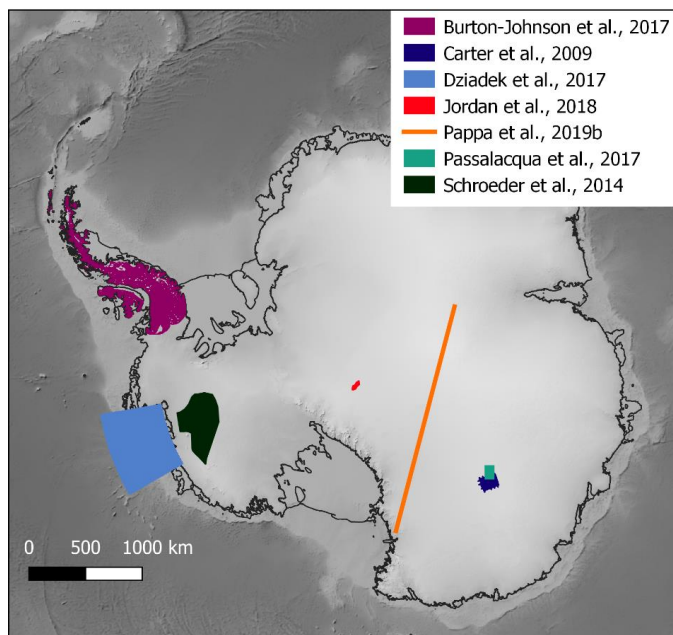 Burton-Johnson et al., 2017
Carter et al., 2009
Dziadek et al., 2017
Jordan et al., 2018
Pappa et al., 2019b
Passalacqua et al., 2017
Schroeder et al., 2014
0 500 1000 km